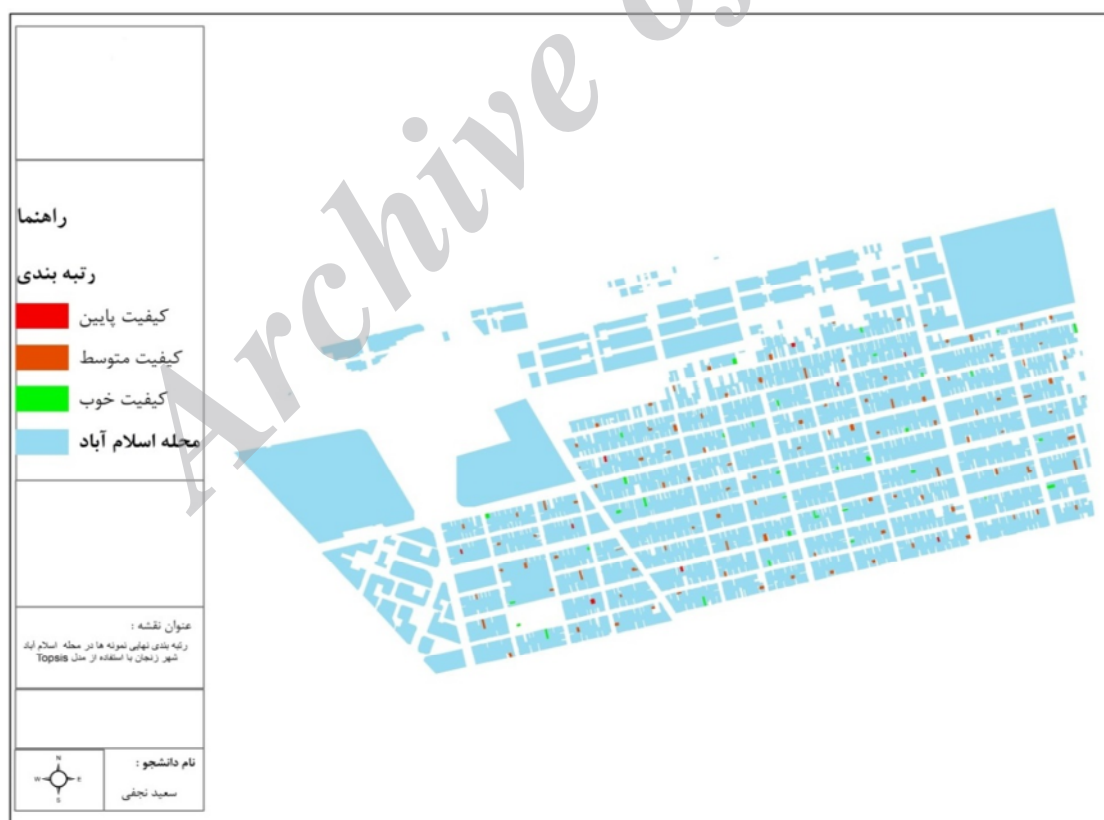 Archive of
راهنما
رتبه بندی
کیفیت پایین
کیفیت متوسط
کیفیت خوب
محله اسلام آباد
عنوان نقشه :
رتبه بندی نهایی نمونه ها در محله اسلام آباد
شهر زنجان با استفاده از مدل Topsis
نام دانشجو :
سعید نجفی
N
W E
S